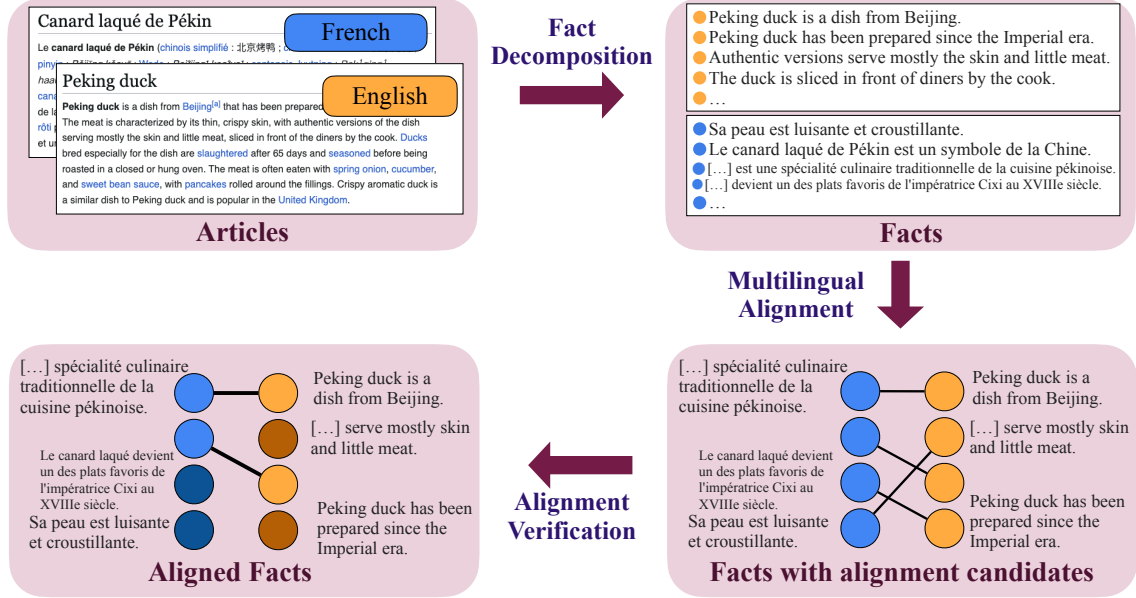 Canard laqué de Pékin
French
Le canard laqué de Pékin (chinois simplifié : 北京烤鸭 ;
Peking duck
English
Peking duck is a dish from Beijing[a] that has been prepared
The meat is characterized by its thin, crispy skin, with authentic versions of the dish
serving mostly the skin and little meat, sliced in front of the diners by the cook. Ducks
bred especially for the dish are slaughtered after 65 days and seasoned before being
roasted in a closed or hung oven. The meat is often eaten with spring onion, cucumber,
and sweet bean sauce, with pancakes rolled around the fillings. Crispy aromatic duck is
a similar dish to Peking duck and is popular in the United Kingdom.
Articles
Fact
Decomposition
Peking duck is a dish from Beijing.
Peking duck has been prepared since the Imperial era.
Authentic versions serve mostly the skin and little meat.
The duck is sliced in front of diners by the cook.
…
Sa peau est luisante et croustillante.
Le canard laqué de Pékin est un symbole de la Chine.
[…] est une spécialité culinaire traditionnelle de la cuisine pékinoise.
[…] devient un des plats favoris de l'impératrice Cixi au XVIIIe siècle.
…
Facts
Multilingual
Alignment
[…] spécialité culinaire
traditionnelle de la
cuisine pékinoise.
Le canard laqué devient
un des plats favoris de
l'impératrice Cixi au
XVIIIe siècle.
Sa peau est luisante
et croustillante.
Peking duck is a
dish from Beijing.
[…] serve mostly skin
and little meat.
Peking duck has been
prepared since the
Imperial era.
Facts with alignment candidates
Alignment
Verification
[…] spécialité culinaire
traditionnelle de la
cuisine pékinoise.
Le canard laqué devient
un des plats favoris de
l'impératrice Cixi au
XVIIIe siècle.
Sa peau est luisante
et croustillante.
Peking duck is a
dish from Beijing.
[…] serve mostly skin
and little meat.
Peking duck has been
prepared since the
Imperial era.
Aligned Facts